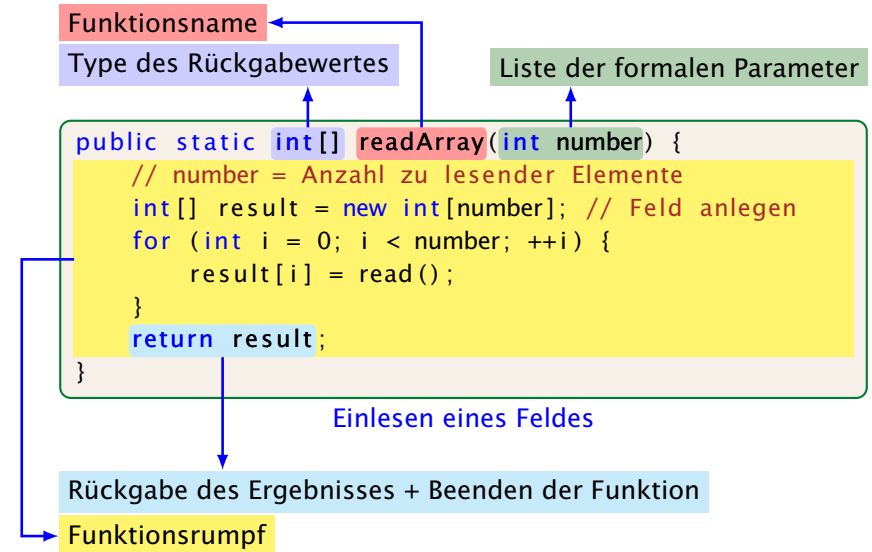 Funktionsname
Type des Rückgabewertes
Liste der formalen Parameter
public static int[] readArray(int number) {
// number = Anzahl zu lesender Elemente
int[] result = new int[number]; // Feld anlegen
for (int i = 0; i < number; ++i) {
result[i] = read();
}
return result;
}
Einlesen eines Feldes
Rückgabe des Ergebnisses + Beenden der Funktion
Funktionsrumpf